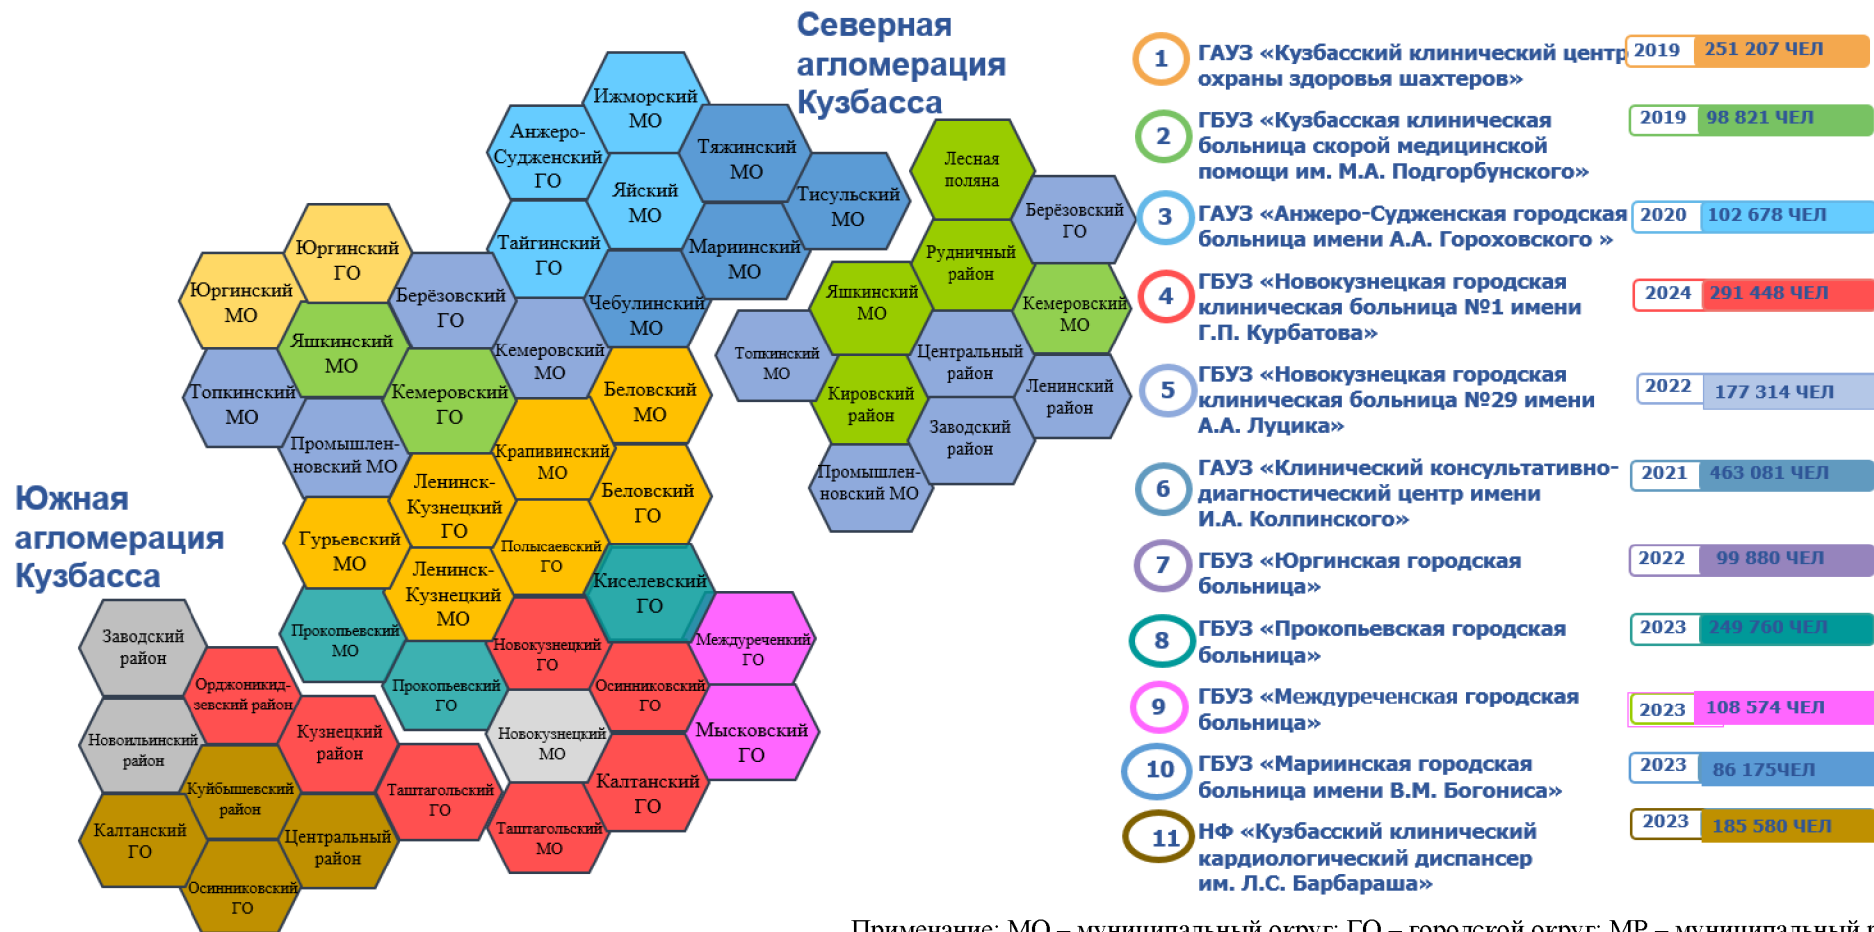 Северная
агломерация
Кузбасса
Ижморский
МО
Анжеро-
Судженский
ГО
Тяжинский
МО
Яйский
МО
Тисульский
МО
Тайгинский
ГО
Мариинский
МО
Юргинский
ГО
Юргинский
МО
Берёзовский
ГО
Чебулинский
МО
Яшкинский
МО
Кемеровский
МО
Топкинский
МО
Кемеровский
ГО
Беловский
МО
Промышлен-
новский МО
Крапивинский
МО
Ленинск-
Кузнецкий
ГО
Беловский
ГО
Гурьевский
МО
Полысаевский
ГО
Ленинск-
Кузнецкий
МО
Киселевский
ГО
Прокопьевский
МО
Новокузнецкий
ГО
Междуреченкий
ГО
Прокопьевский
ГО
Осинниковский
ГО
Новокузнецкий
МО
Мысковский
ГО
Калтанский
ГО
Таштагольский
МО
Южная
агломерация
Кузбасса
Заводский
район
Орджоникид-
зевский район
Новоильинский
район
Кузнецкий
район
Куйбышевский
район
Таштагольский
ГО
Калтанский
ГО
Центральный
район
Осинниковский
ГО
Лесная
поляна
Берёзовский
ГО
Рудничный
район
Яшкинский
МО
Кемеровский
МО
Топкинский
МО
Центральный
район
Кировский
район
Ленинский
район
Заводский
район
Промышлен-
новский МО
1
ГАУЗ «Кузбасский клинический центр
охраны здоровья шахтеров»
2019 251 207 ЧЕЛ
2
ГБУЗ «Кузбасская клиническая
больница скорой медицинской
помощи им. М.А. Подгорбунского»
2019 98 821 ЧЕЛ
3
ГАУЗ «Анжеро-Судженская городская
больница имени А.А. Гороховского »
2020 102 678 ЧЕЛ
4
ГБУЗ «Новокузнецкая городская
клиническая больница №1 имени
Г.П. Курбатова»
2024 291 448 ЧЕЛ
5
ГБУЗ «Новокузнецкая городская
клиническая больница №29 имени
А.А. Луцика»
2022 177 314 ЧЕЛ
6
ГАУЗ «Клинический консультативно-
диагностический центр имени
И.А. Колпинского»
2021 463 081 ЧЕЛ
7
ГБУЗ «Юргинская городская
больница»
2022 99 880 ЧЕЛ
8
ГБУЗ «Прокопьевская городская
больница»
2023 249 760 ЧЕЛ
9
ГБУЗ «Междуреченская городская
больница»
2023 108 574 ЧЕЛ
10
ГБУЗ «Мариинская городская
больница имени В.М. Богониса»
2023 86 175ЧЕЛ
11
НФ «Кузбасский клинический
кардиологический диспансер
им. Л.С. Барбараша»
2023 185 580 ЧЕЛ
Примечание: МО – муниципальный округ; ГО – городской округ; МР – муниципальный